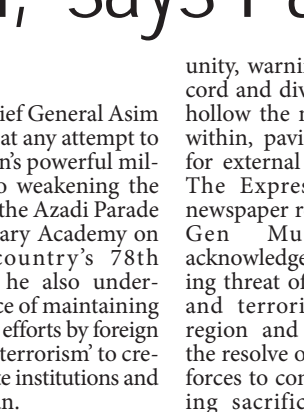 says
ief General Asim
at any attempt to
n's powerful mil-
o weakening the
the Azadi Parade
ary Academy on
country's 78th
he also under-
ce of maintaining
efforts by foreign
terrorism' to cre-
te institutions and
an.
unity, warni
cord and div
hollow the n
within, pavi
for external
The Expres
newspaper r
Gen Mu
acknowledge
ing threat of
and terrori
region and
the resolve o
forces to con
ing sacrific